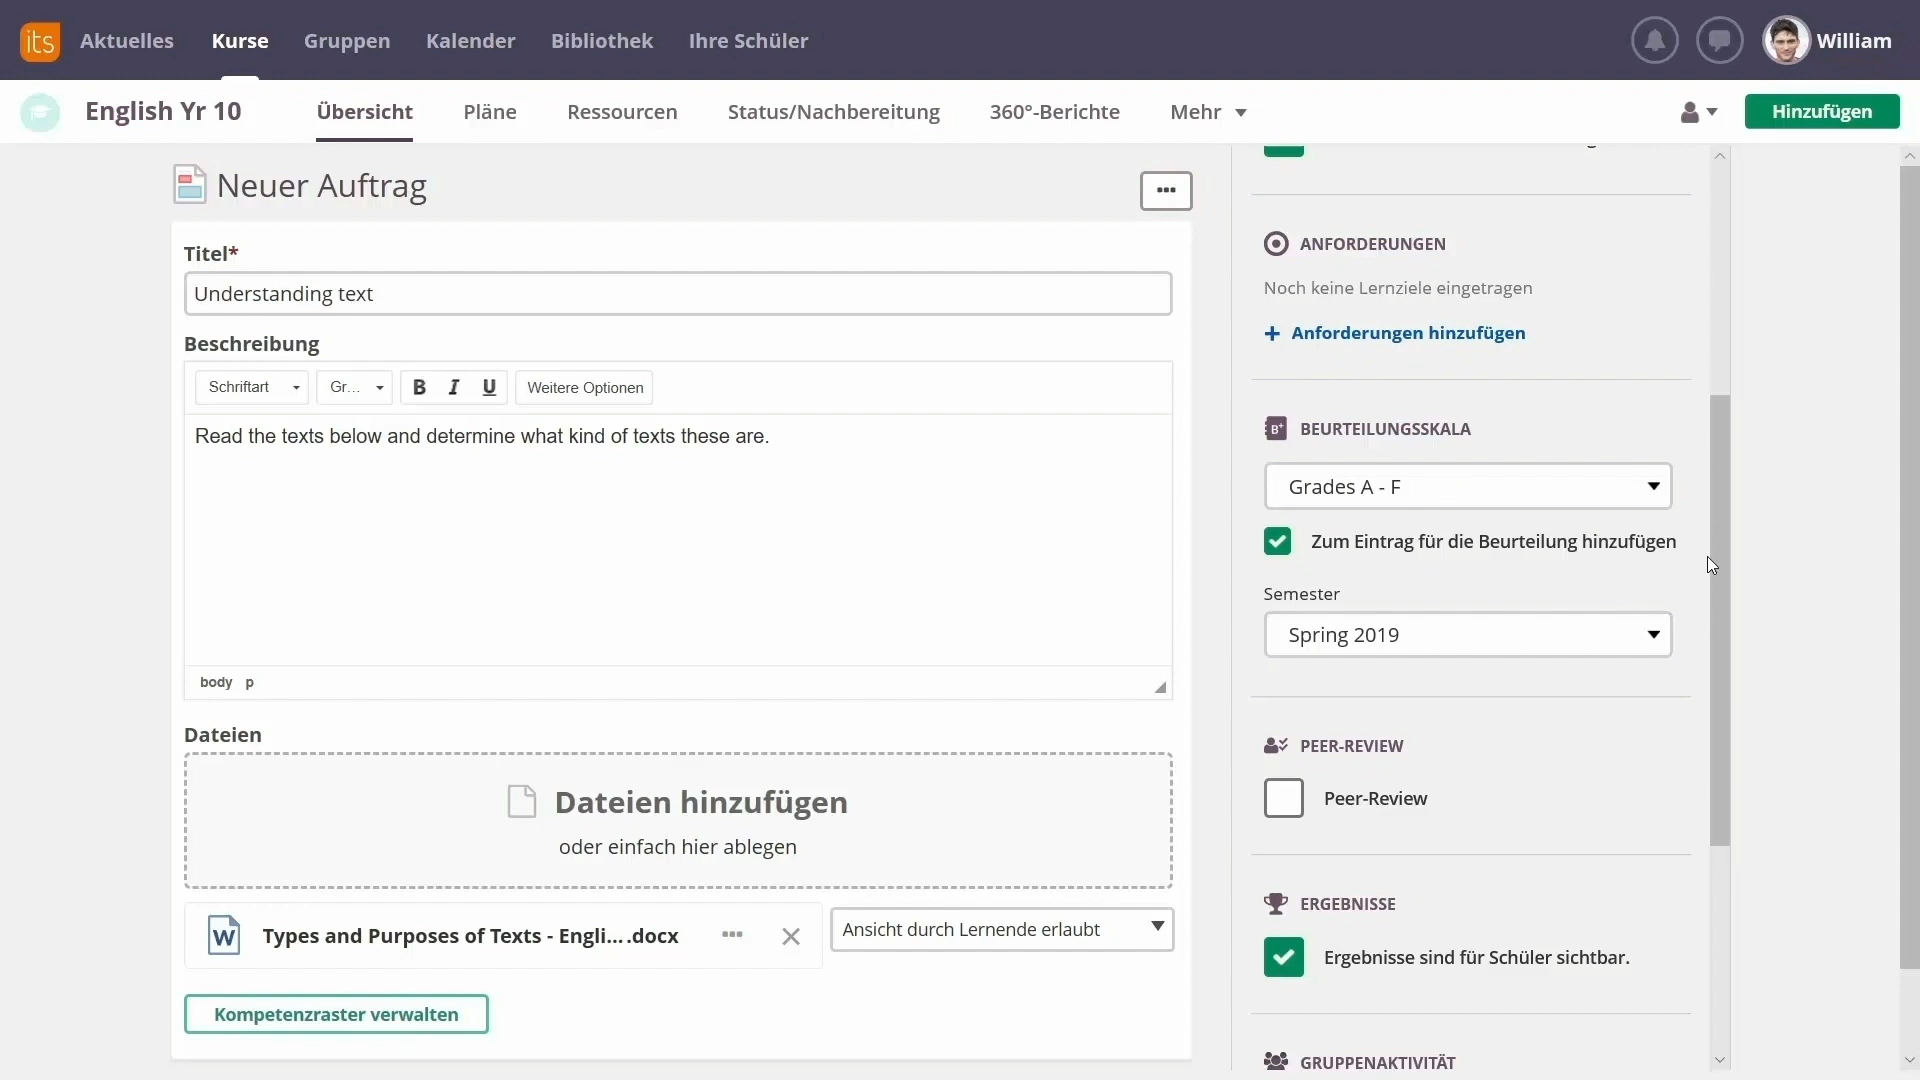 its Aktuelles Kurse Gruppen Kalender Bibliothek Ihre Schüler William
English Yr 10 Übersicht Pläne Ressourcen Status/Nachbereitung 360°-Berichte Mehr Hinzufügen
Neuer Auftrag
Titel*
Understanding text
Beschreibung
Schriftart Gr... B I U Weitere Optionen
Read the texts below and determine what kind of texts these are.
body p
Dateien
Dateien hinzufügen
oder einfach hier ablegen
W Types and Purposes of Texts - Engli....docx Ansicht durch Lernende erlaubt
Kompetenzraster verwalten
ANFORDERUNGEN
Noch keine Lernziele eingetragen
+ Anforderungen hinzufügen
B+ BEURTEILUNGSSKALA
Grades A - F
Zum Eintrag für die Beurteilung hinzufügen
Semester
Spring 2019
PEER-REVIEW
Peer-Review
ERGEBNISSE
Ergebnisse sind für Schüler sichtbar.
GRUPPENAKTIVITÄT